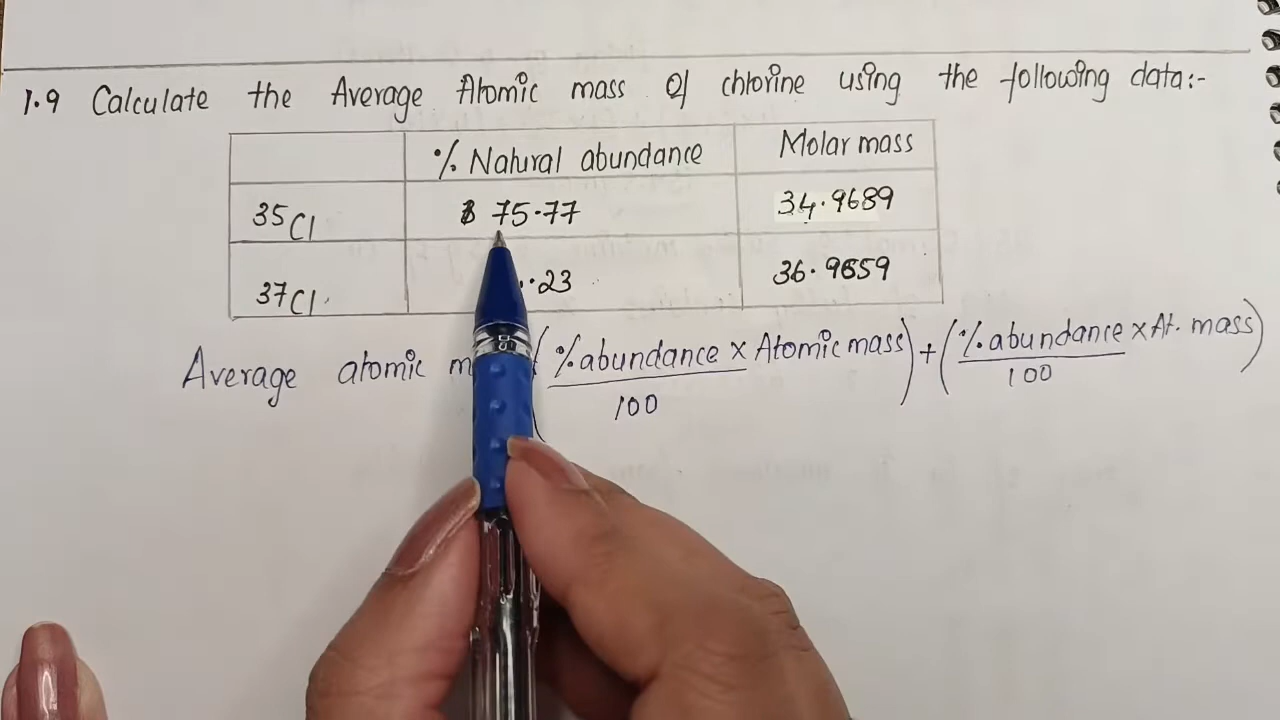 1.9 Calculate the Average Atomic mass of chlorine using the following data:-
% Natural abundance Molar mass
35Cl 75.77 34.9689
37Cl .23 36.9659
Average atomic (% abundance x Atomic mass) + (% abundance x At. mass)
100 100